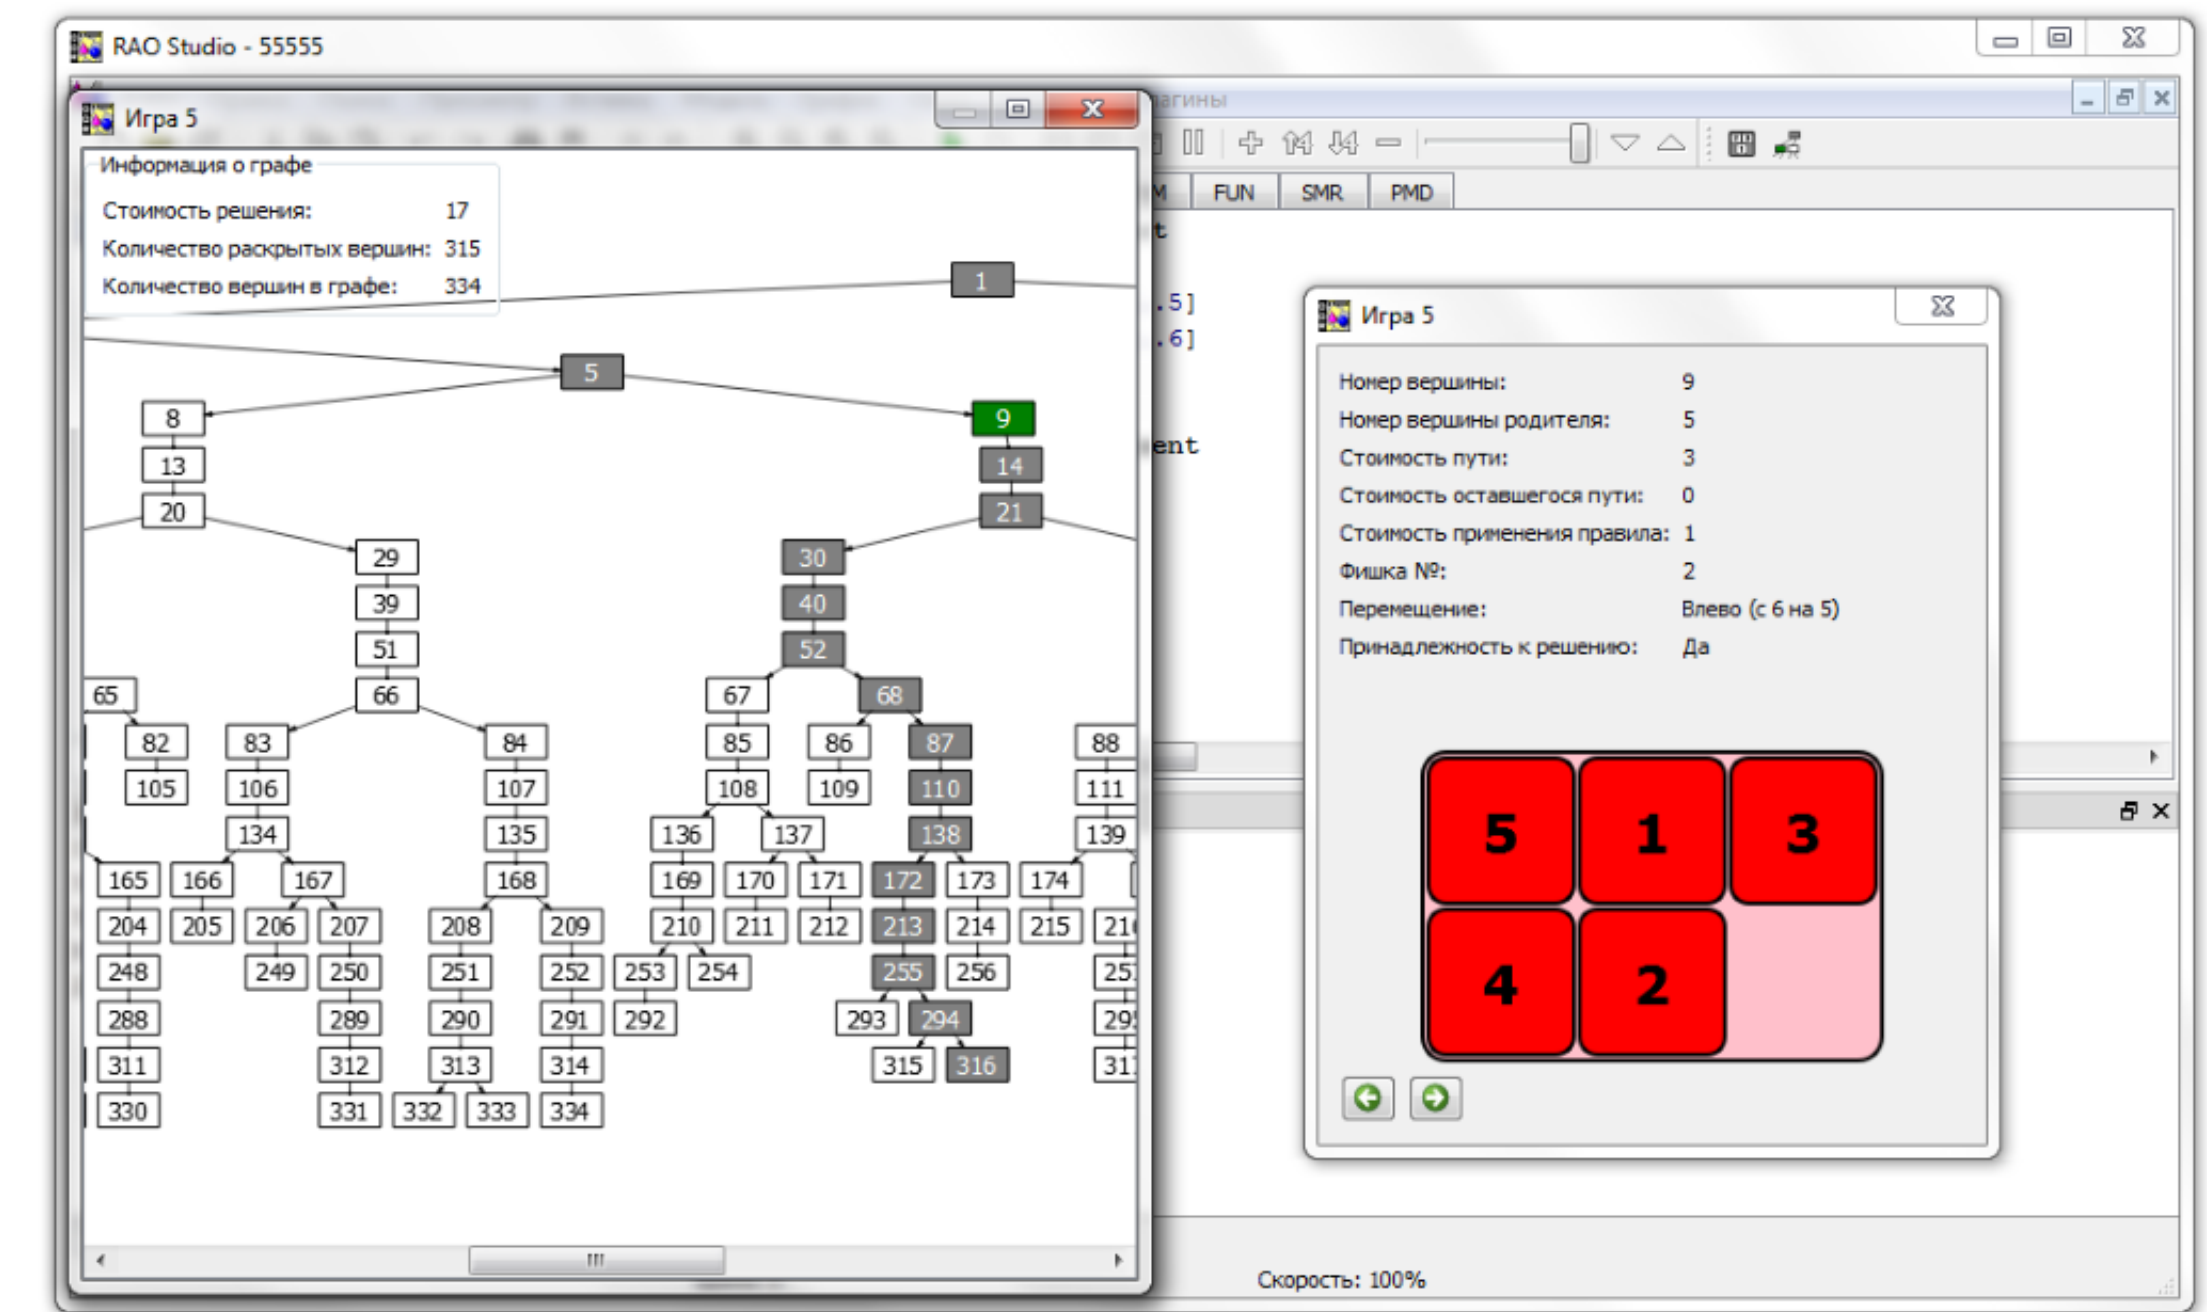 RAO Studio - 55555
Игра 5
Информация о графе
Стоимость решения: 17
Количество раскрытых вершин: 315
Количество вершин в графе: 334
1
5
8 9
13 14
20 21
29 30
39 40
51 52
65 66 67 68
82 83 84 85 86 87 88
105 106 107 108 109 110 111
134 135 136 137 138 139
165 166 167 168 169 170 171 172 173 174
204 205 206 207 208 209 210 211 212 213 214 215
248 249 250 251 252 253 254 255 256
288 289 290 291 292 293 294
311 312 313 314 315 316
330 331 332 333 334
FUN SMR PMD
.5]
.6]
Игра 5
Номер вершины: 9
Номер вершины родителя: 5
Стоимость пути: 3
Стоимость оставшегося пути: 0
Стоимость применения правила: 1
Фишка №: 2
Перемещение: Влево (с 6 на 5)
Принадлежность к решению: Да
5 1 3
4 2
Скорость: 100%